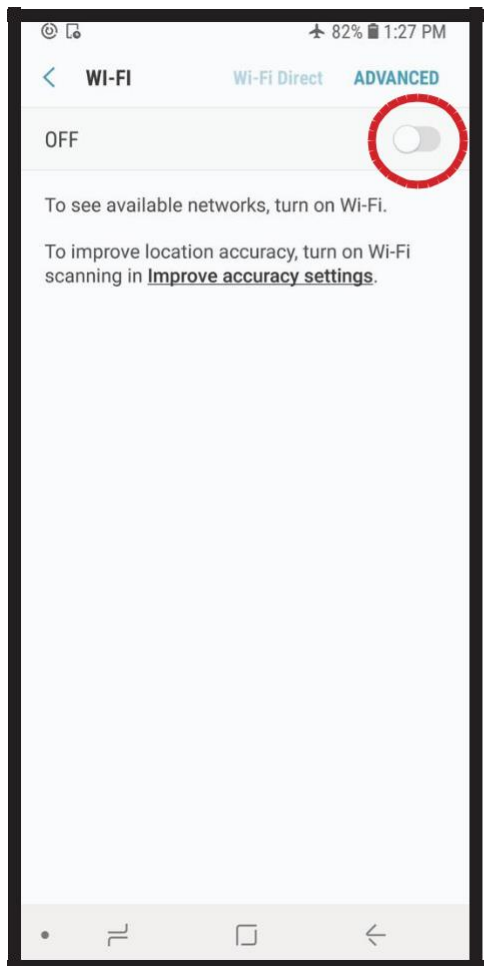 82% 1:27 PM
WI-FI Wi-Fi Direct ADVANCED
OFF
To see available networks, turn on Wi-Fi.
To improve location accuracy, turn on Wi-Fi
scanning in Improve accuracy settings.